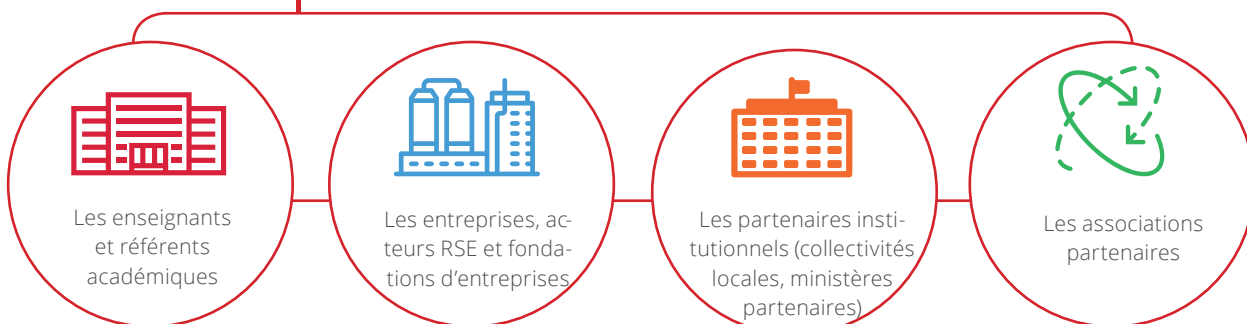 Les enseignants
et référents
académiques
Les entreprises, ac-
teurs RSE et fonda-
tions d’entreprises
Les partenaires insti-
tutionnels (collectivités
locales, ministères
partenaires)
Les associations
partenaires